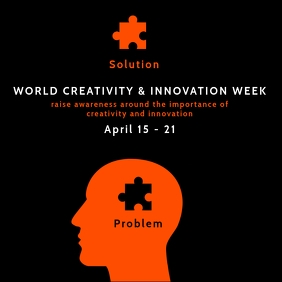 Solution
WORLD CREATIVITY & INNOVATION WEEK
raise awareness around the importance of
creativity and innovation
April 15 - 21
Problem